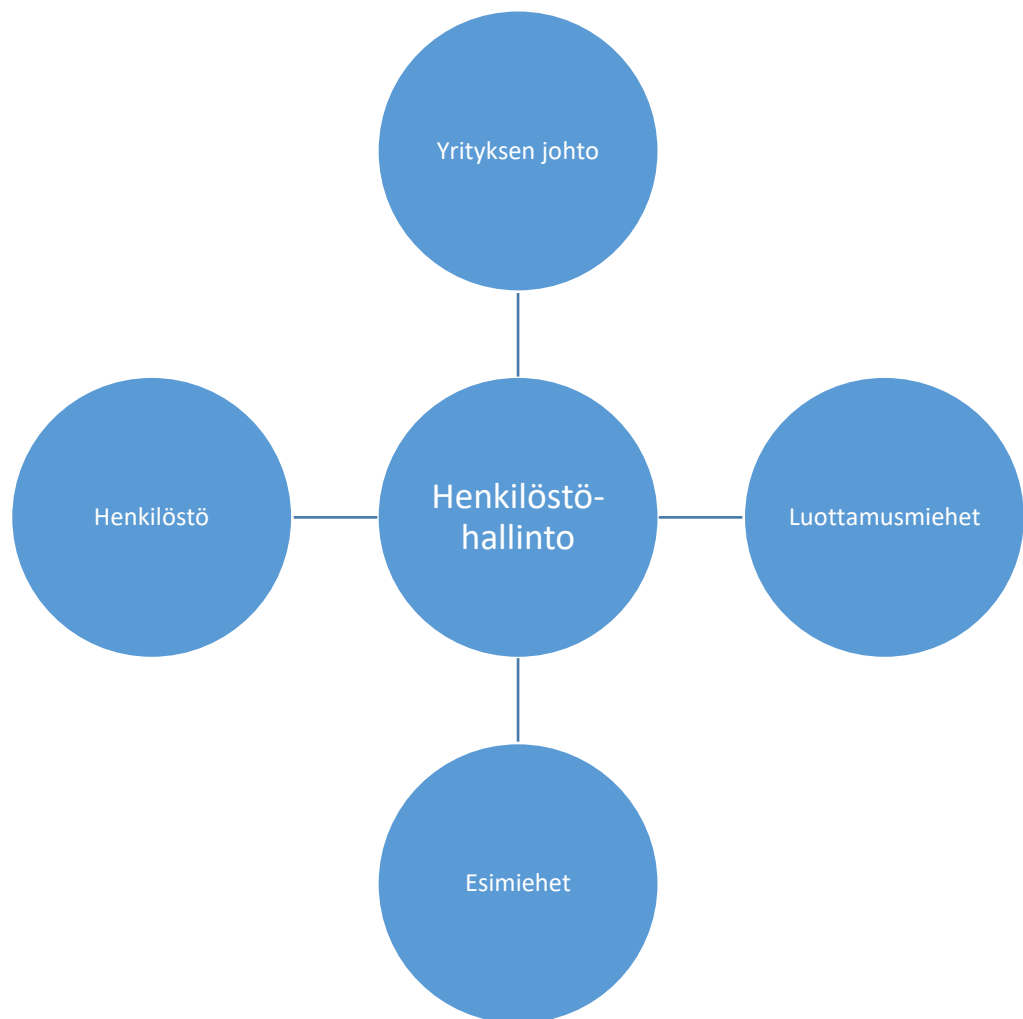 Yrityksen johto
Henkilöstö
Henkilöstö-
hallinto
Luottamusmiehet
Esimiehet